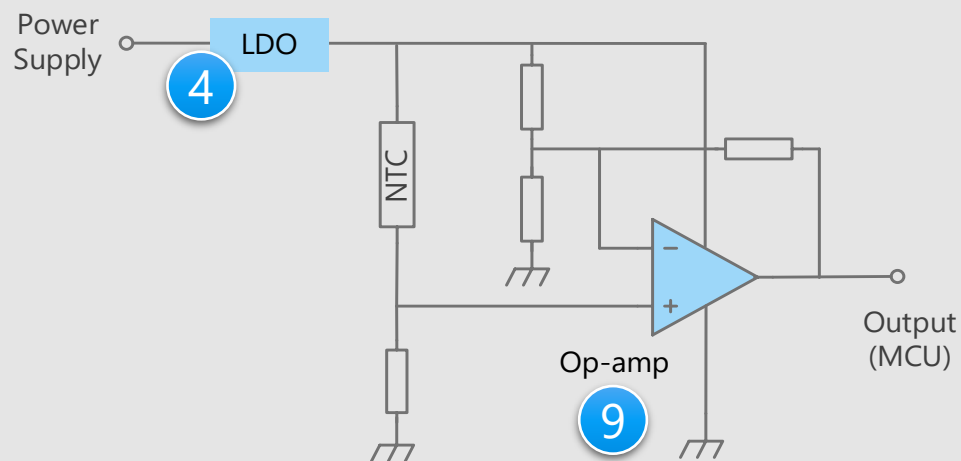 Power
Supply
LDO
4
NTC
−
+
Op-amp
9
Output
(MCU)